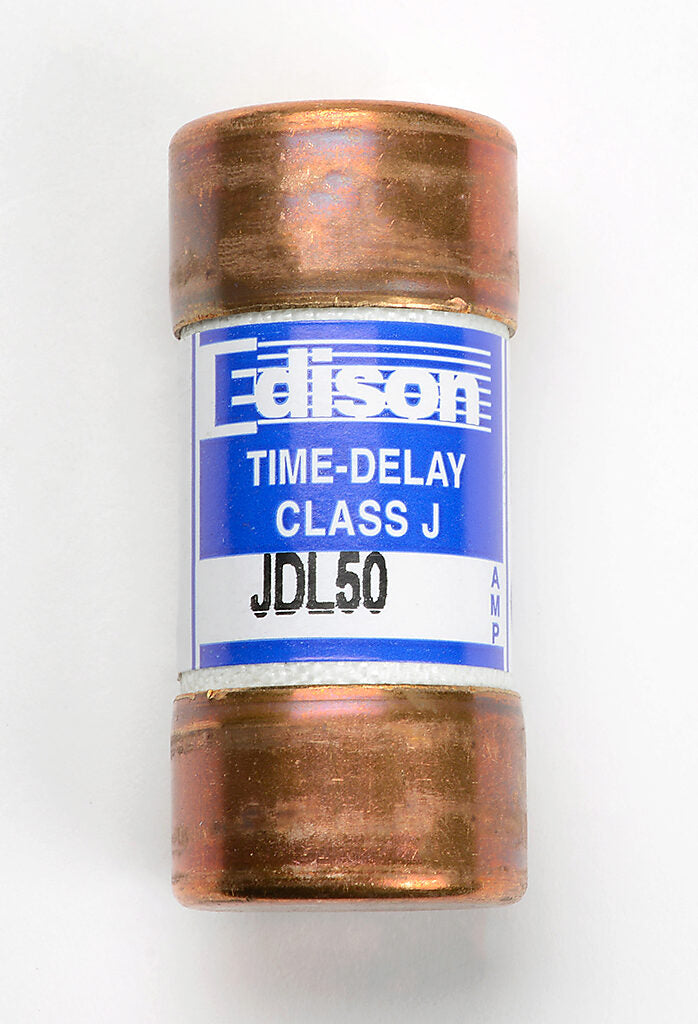 Edison
TIME-DELAY
CLASS J
JDL50
AMP